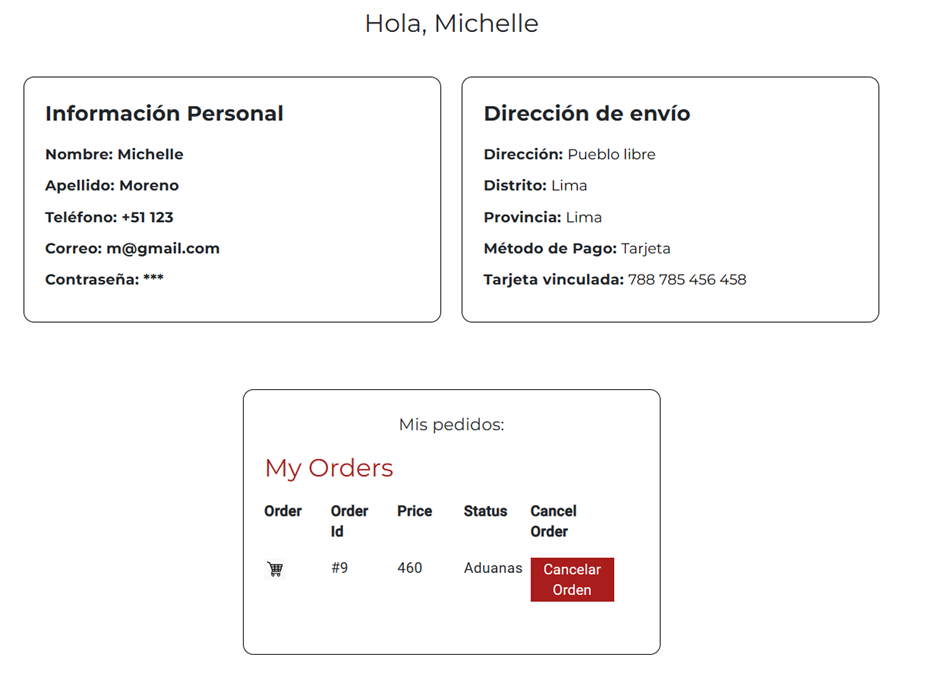 Hola, Michelle
Información Personal
Nombre: Michelle
Apellido: Moreno
Teléfono: +51 123
Correo: m@gmail.com
Contraseña: ***
Dirección de envío
Dirección: Pueblo libre
Distrito: Lima
Provincia: Lima
Método de Pago: Tarjeta
Tarjeta vinculada: 788 785 456 458
Mis pedidos:
My Orders
Order Order Price Status Cancel
Id Order
#9 460 Aduanas Cancelar
Orden